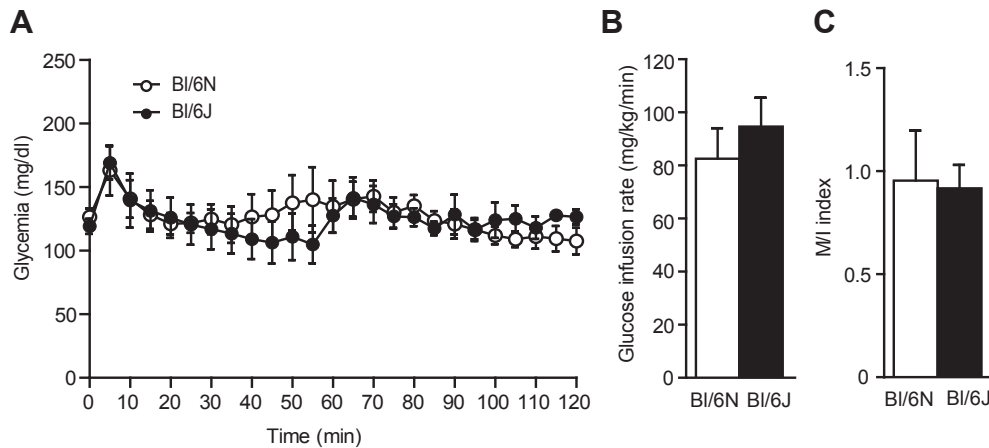 A
Glycemia (mg/dl)
250
200
150
100
50
0
Bl/6N
Bl/6J
0 10 20 30 40 50 60 70 80 90 100 110 120
Time (min)
B
Glucose infusion rate (mg/kg/min)
120
100
80
60
40
20
0
Bl/6N Bl/6J
C
M/I index
1.5
1.0
0.5
0
Bl/6N Bl/6J